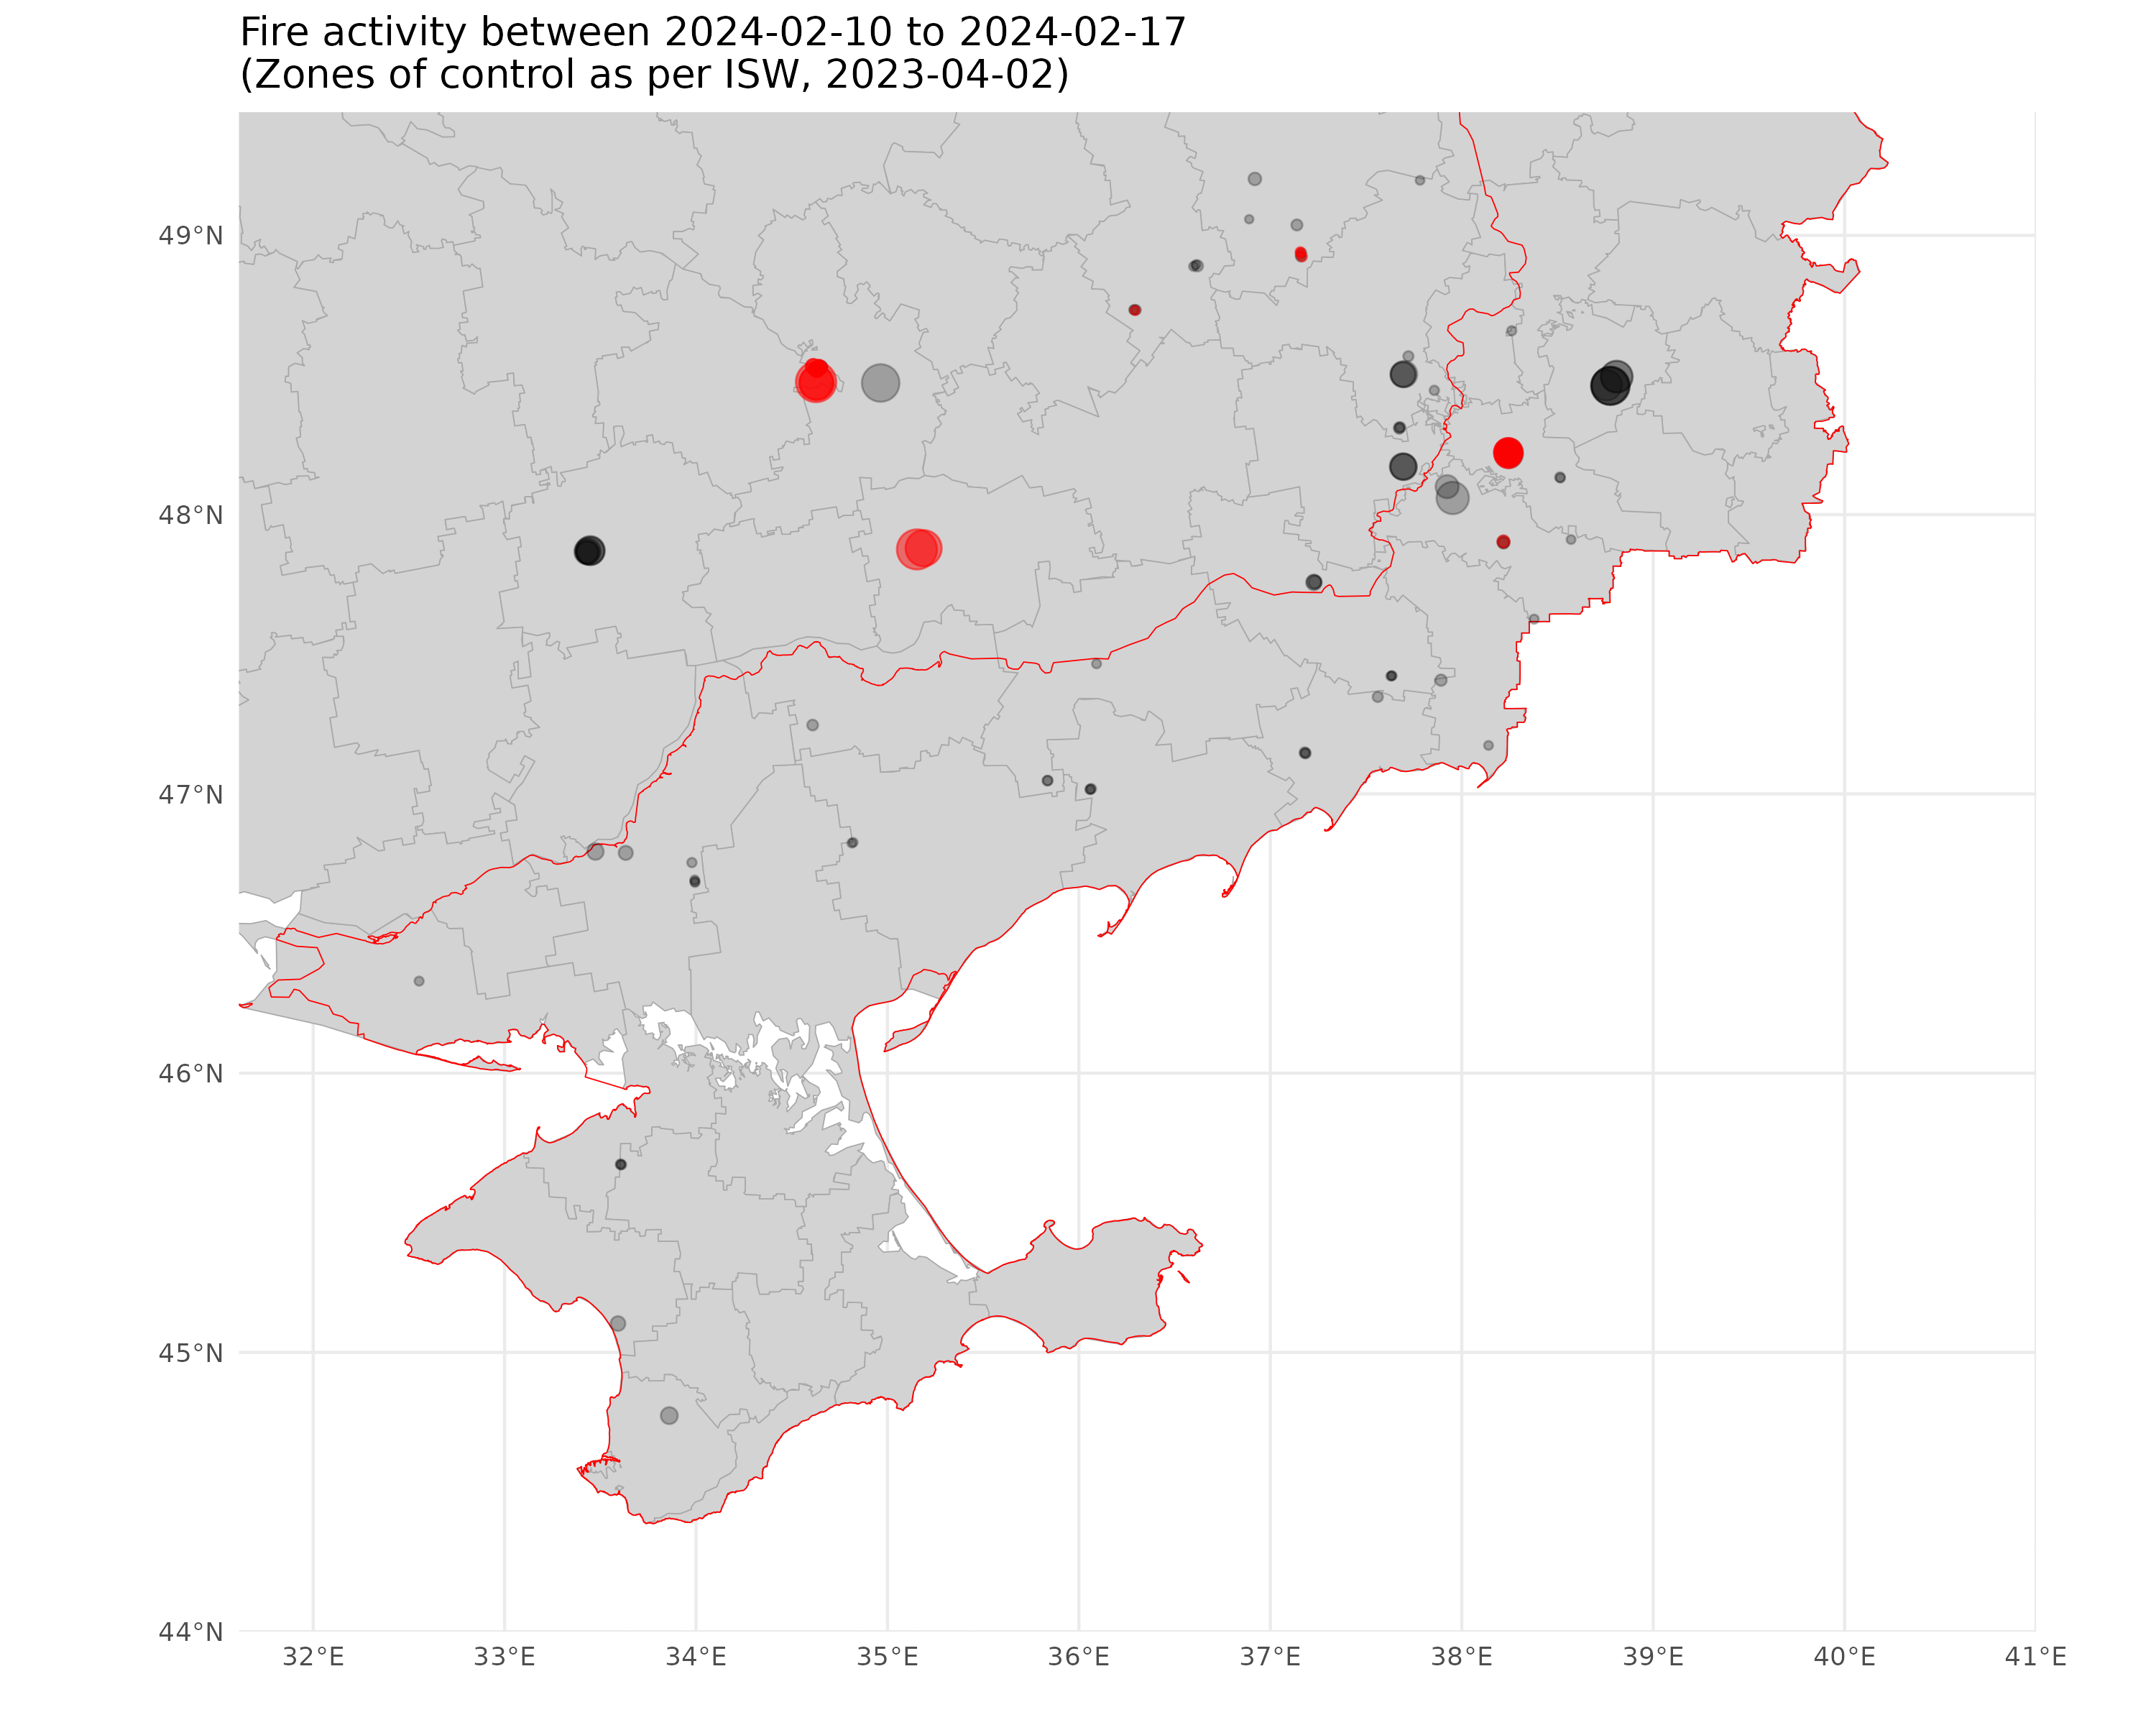 Fire activity between 2024-02-10 to 2024-02-17
(Zones of control as per ISW, 2023-04-02)
49°N
48°N
47°N
46°N
45°N
44°N
32°E 33°E 34°E 35°E 36°E 37°E 38°E 39°E 40°E 41°E